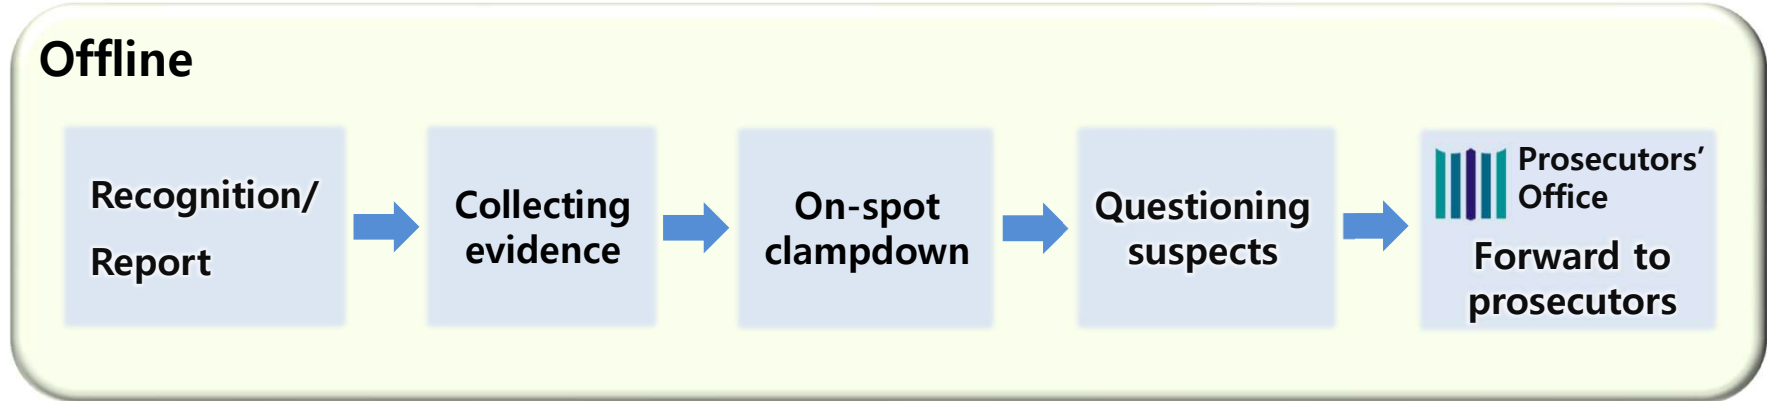 Offline
Recognition/
Report
Collecting
evidence
On-spot
clampdown
Questioning
suspects
Prosecutors’
Office
Forward to
prosecutors